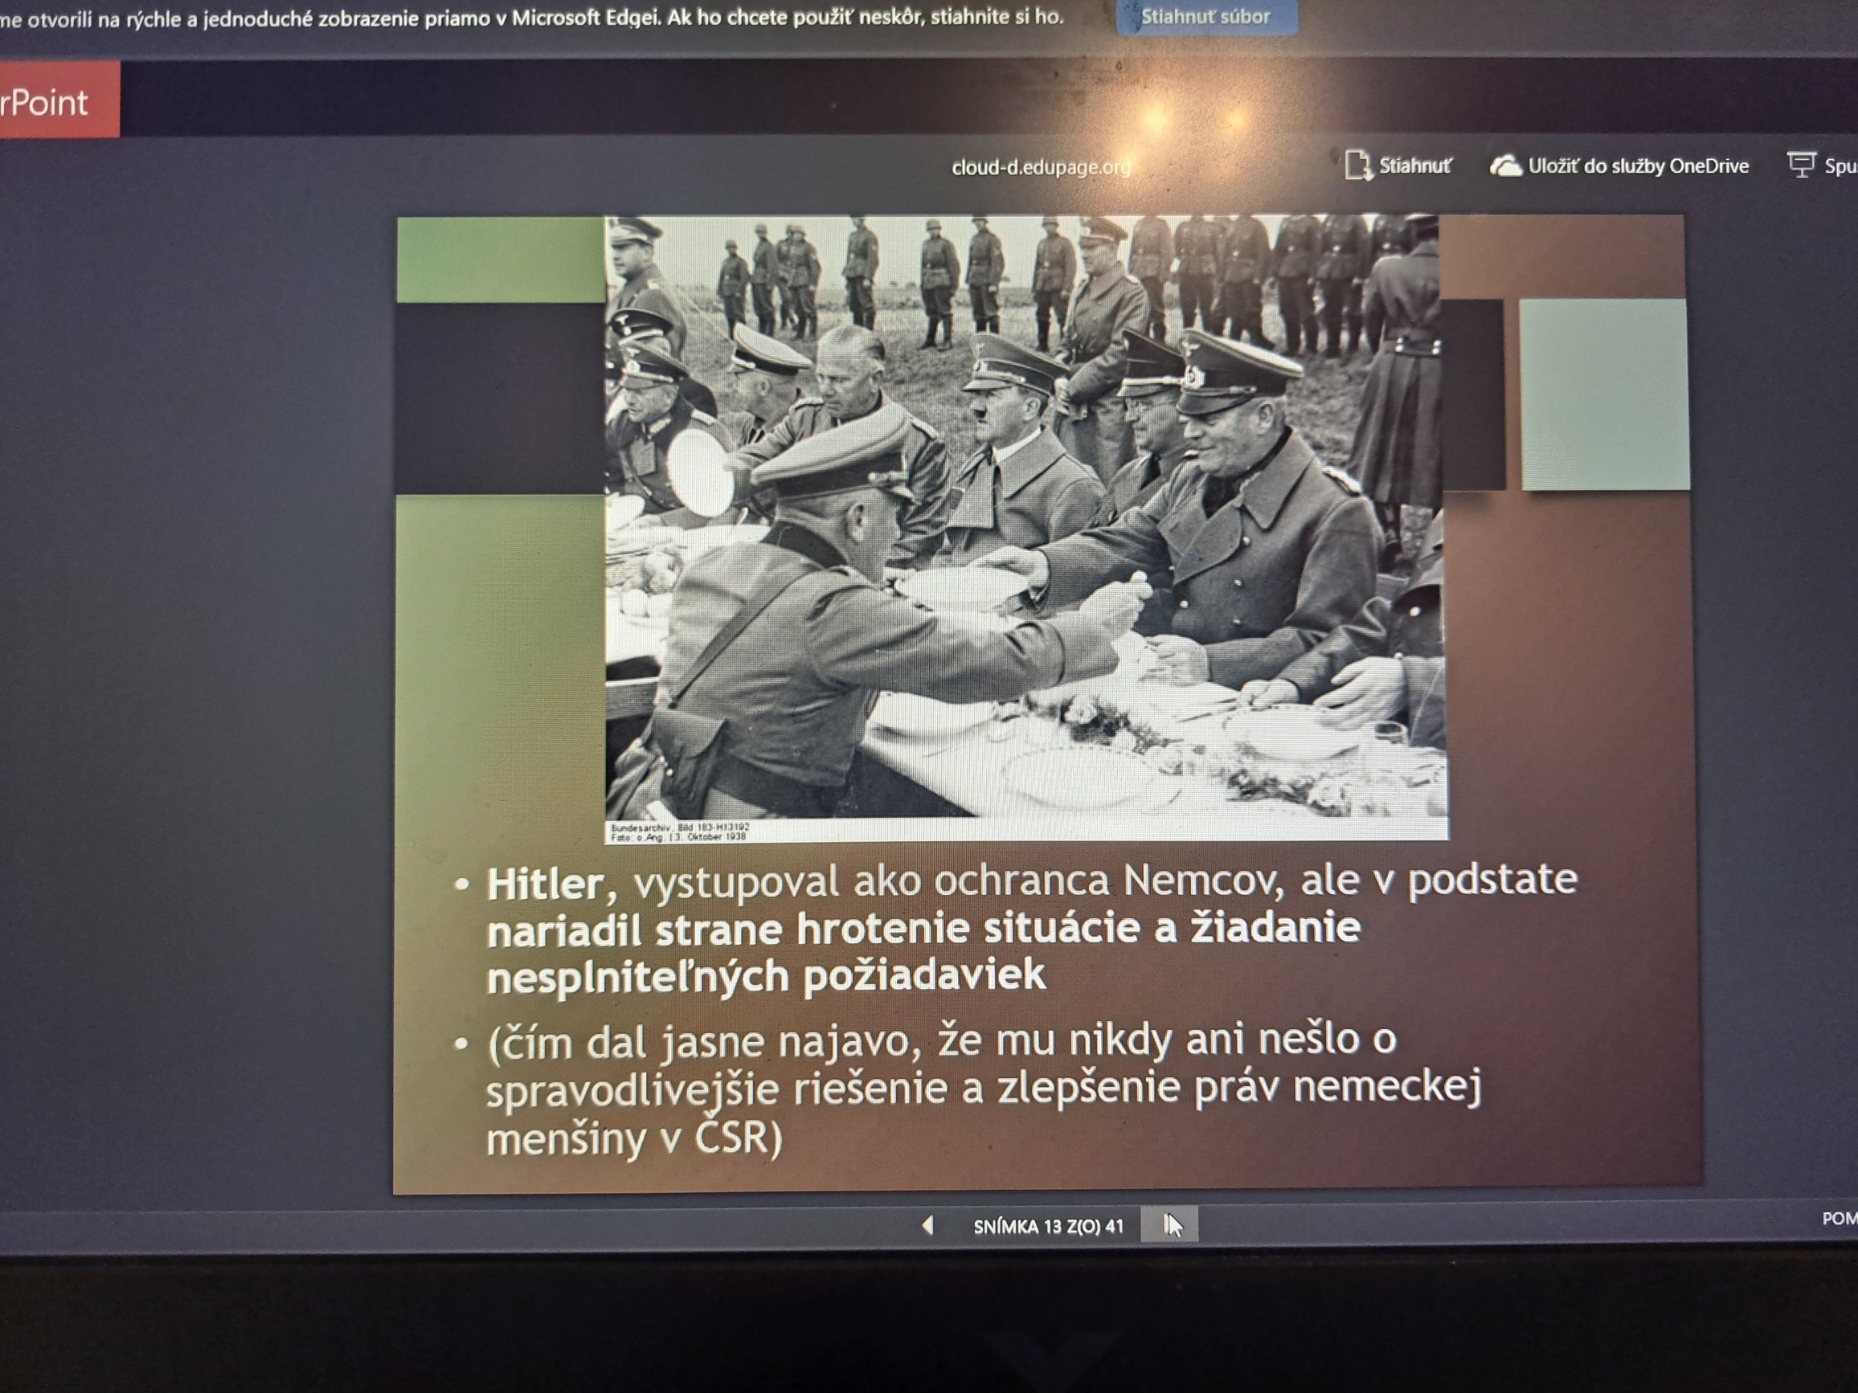 me otvorili na rýchle a jednoduché zobrazenie priamo v Microsoft Edgei. Ak ho chcete použiť neskôr, stiahnite si ho.
Stiahnuť súbor
rPoint
cloud-d.edupage.org
Stiahnuť
Uložiť do služby OneDrive
Spu
Bundesarchiv, Bild 183-H13192
Foto: o.Ang. | 3. Oktober 1938
• Hitler, vystupoval ako ochranca Nemcov, ale v podstate
nariadil strane hrotenie situácie a žiadanie
nesplniteľných požiadaviek
• (čím dal jasne najavo, že mu nikdy ani nešlo o
spravodlivejšie riešenie a zlepšenie práv nemeckej
menšiny v ČSR)
SNÍMKA 13 Z(O) 41
POM